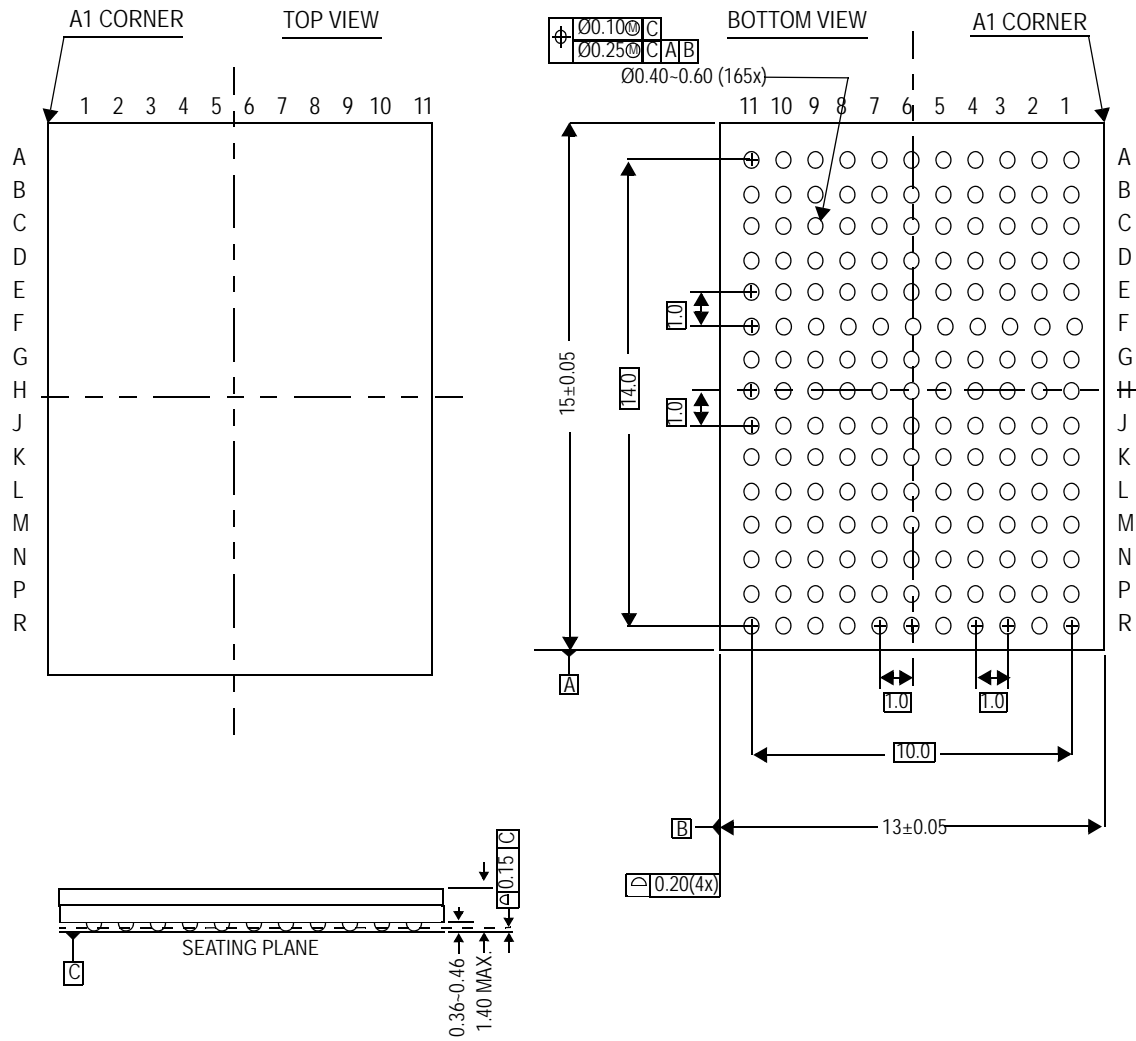 A1 CORNER
TOP VIEW
1 2 3 4 5 6 7 8 9 10 11
A
B
C
D
E
F
G
H
J
K
L
M
N
P
R
Ø0.10Ⓜ C
Ø0.25Ⓜ C A B
BOTTOM VIEW
A1 CORNER
Ø0.40~0.60 (165x)
11 10 9 8 7 6 5 4 3 2 1
A
B
C
D
E
F
G
H
J
K
L
M
N
P
R
15±0.05
14.0
1.0
1.0
A
1.0
1.0
10.0
B
13±0.05
0.20(4x)
0.15 C
SEATING PLANE
C
0.36~0.46
1.40 MAX.